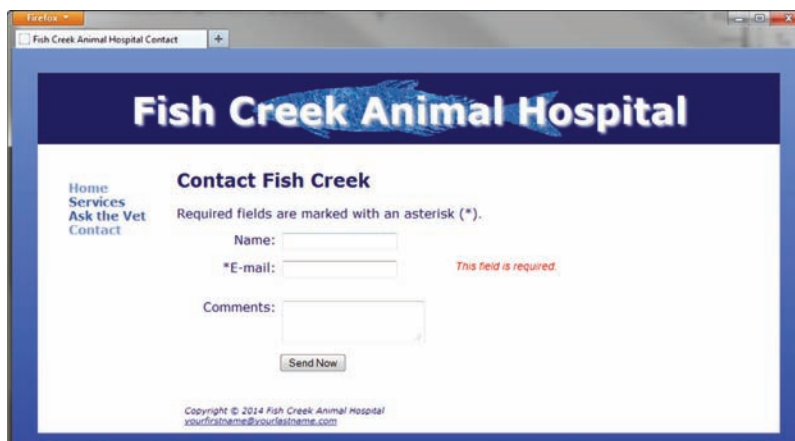 Firefox
Fish Creek Animal Hospital Contact
Fish Creek Animal Hospital
Home
Services
Ask the Vet
Contact
Contact Fish Creek
Required fields are marked with an asterisk (*).
Name:
*E-mail: This field is required.
Comments:
Send Now
Copyright © 2014 Fish Creek Animal Hospital
yourfirstname@yourlastname.com